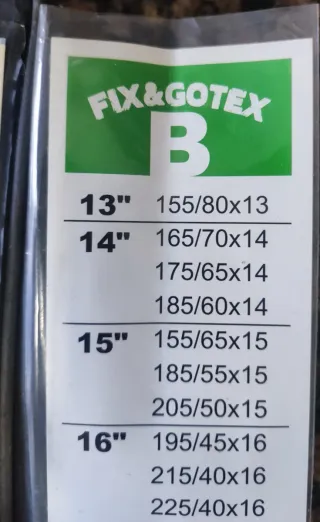 FIX&GOTEX
B
13" 155/80x13
14" 165/70x14
175/65x14
185/60x14
15" 155/65x15
185/55x15
205/50x15
16" 195/45x16
215/40x16
225/40x16